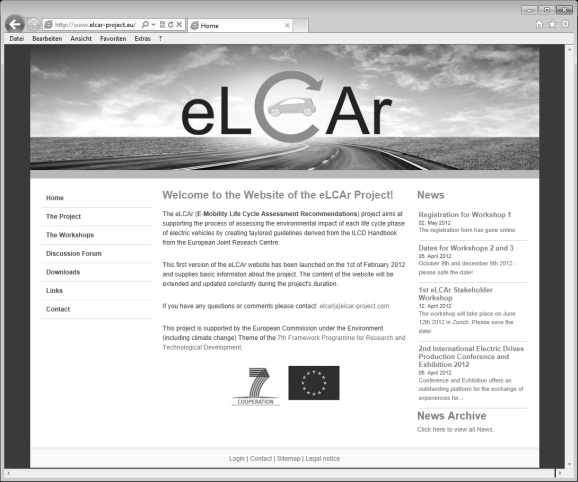 http://www.elcar-project.eu/
Home
Datei Bearbeiten Ansicht Favoriten Extras ?
eLCAr
Home
The Project
The Workshops
Discussion Forum
Downloads
Links
Contact
Welcome to the Website of the eLCAr Project!
The eLCAr (E-Mobility Life Cycle Assessment Recommendations) project aims at
supporting the process of assessing the environmental impact of each life cycle phase
of electric vehicles by creating taylored guidelines derived from the ILCD Handbook
from the European Joint Reseach Centre.
This first version of the eLCAr website has been launched on the 1st of February 2012
and supplies basic informaton about the project. The content of the website will be
extended and updated constantly during the project's duration.
If you have any questions or comments please contact: elcar[a]elcar-project.com
This project is supported by the European Commission under the Environment
(including climate change) Theme of the 7th Framework Programme for Research and
Technological Development.
7
COOPERATION
News
Registration for Workshop 1
02. May 2012
The registration form has gone online
Dates for Workshops 2 and 3
26. April 2012
October 9th and december 6th 2012 -
please safe the date!
1st eLCAr Stakeholder
Workshop
12. April 2012
The workshop will take place on June
12th 2012 in Zurich. Please save the
date!
2nd International Electric Drives
Production Conference and
Exhibition 2012
05. April 2012
Conference and Exhibition offers an
outstanding platform for the exchange of
experiences for...
News Archive
Click here to view all News.
Login | Contact | Sitemap | Legal notice